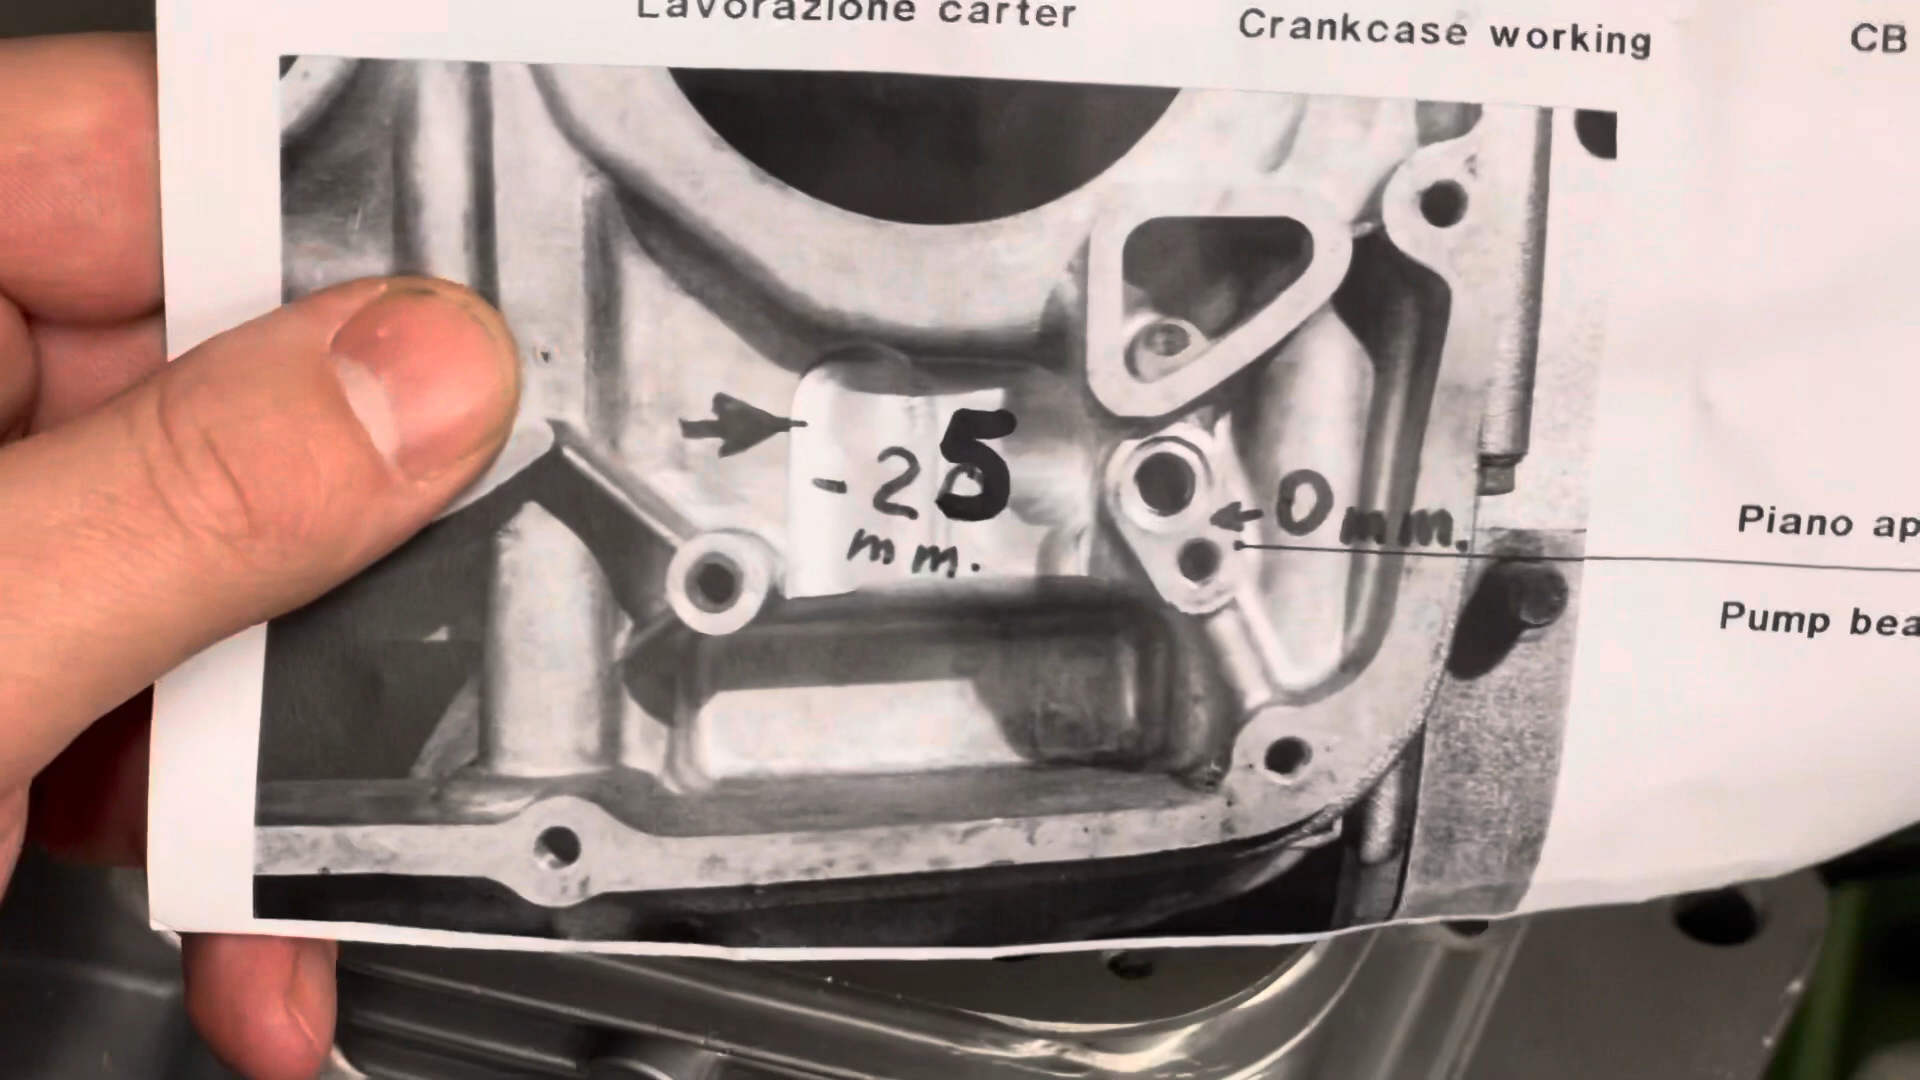 Lavorazione carter
Crankcase working
CB
-25
mm.
0 mm.
Piano ap
Pump bea